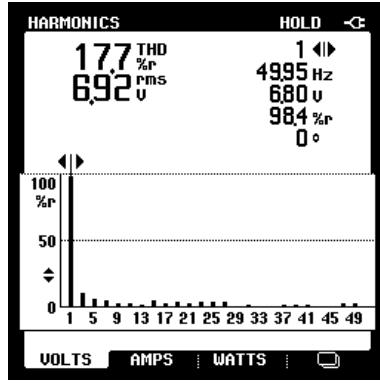 HARMONICS HOLD
17.7 THD %r
6.92 rms V
1
49.95 Hz
6.80 V
98.4 %r
0 °
100
%r
50
0
1 5 9 13 17 21 25 29 33 37 41 45 49
VOLTS AMPS WATTS